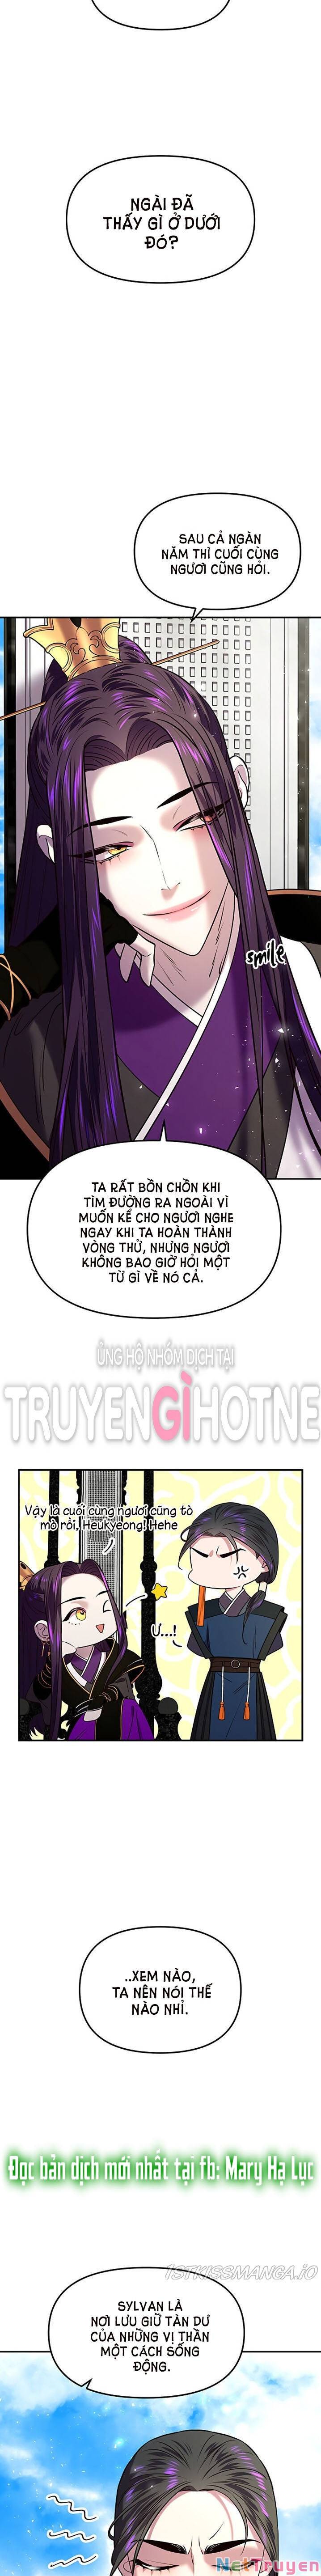 NGÀI ĐÃ
THẤY GÌ Ở DƯỚI
ĐÓ?
SAU CẢ NGÀN
NĂM THÌ CUỐI CÙNG
NGƯƠI CŨNG HỎI.
smile
TA RẤT BỒN CHỒN KHI
TÌM ĐƯỜNG RA NGOÀI VÌ
MUỐN KỂ CHO NGƯƠI NGHE
NGAY KHI TA HOÀN THÀNH
VÒNG THỬ, NHƯNG NGƯƠI
KHÔNG BAO GIỜ HỎI MỘT
TỪ GÌ VỀ NÓ CẢ.
ỦNG HỘ NHÓM DỊCH TẠI
TRUYENGIHOTNE
Vậy là cuối cùng ngươi cũng tò
mò rồi, Heukyeong! Hehe
Ư...!
..XEM NÀO,
TA NÊN NÓI THẾ
NÀO NHỈ.
Đọc bản dịch mới nhất tại fb: Mary Hạ Lục
1STKISSMANGA.IO
SYLVAN LÀ
NƠI LƯU GIỮ TÀN DƯ
CỦA NHỮNG VỊ THẦN
MỘT CÁCH SỐNG
ĐỘNG.
NetTruyen